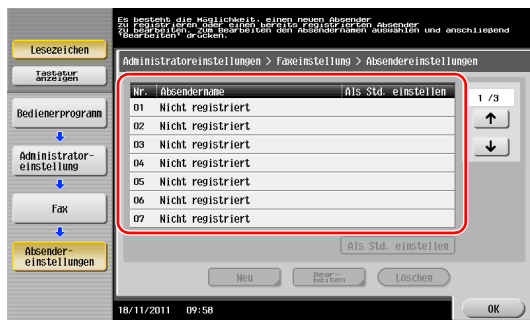 Es besteht die Möglichkeit, einen neuen Absender
zu registrieren oder einen bereits registrierten Absender
zu bearbeiten. Zum Bearbeiten den Absendernamen auswählen und anschließend
"Bearbeiten" drücken.
Lesezeichen
Tastatur
anzeigen
Bedienerprogramm
Administrator-
einstellung
Fax
Absender-
einstellungen
Administratoreinstellungen > Faxeinstellung > Absendereinstellungen
Nr. Absendername Als Std. einstellen
01 Nicht registriert
02 Nicht registriert
03 Nicht registriert
04 Nicht registriert
05 Nicht registriert
06 Nicht registriert
07 Nicht registriert
1 /3
Als Std. einstellen
Neu
Bear-
beiten
Löschen
18/11/2011 09:58
OK